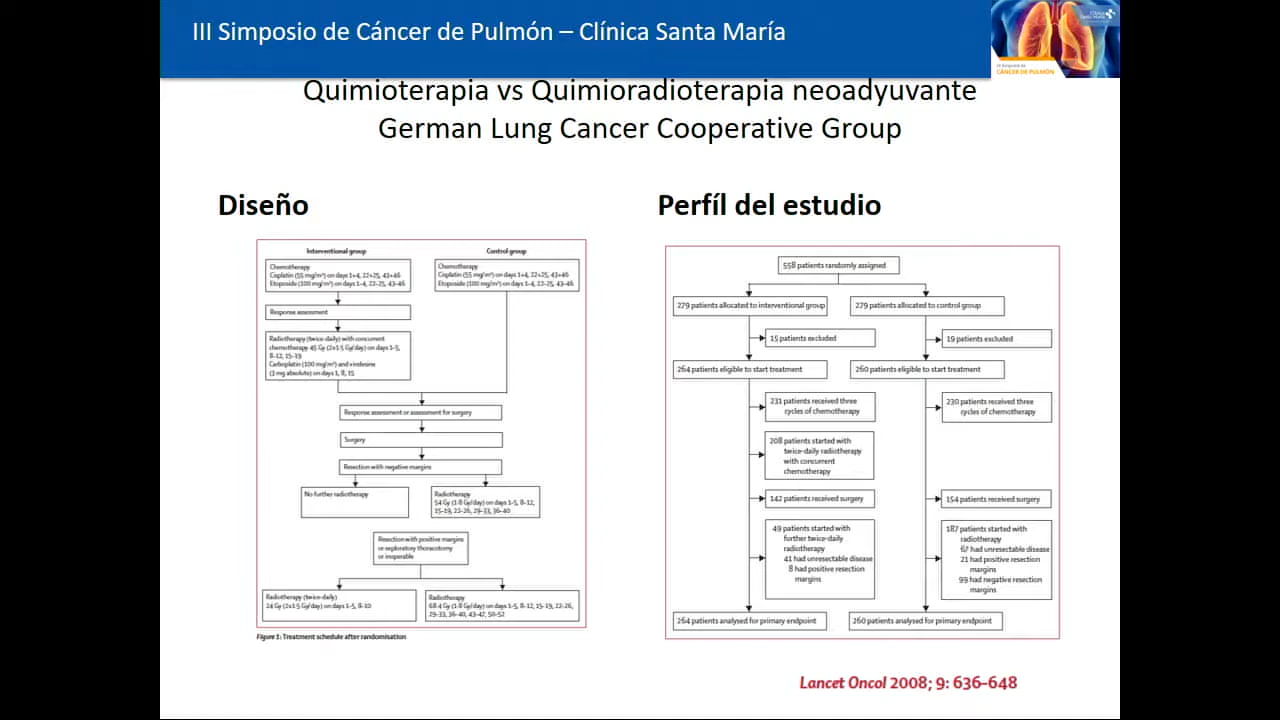 III Simposio de Cáncer de Pulmón – Clínica Santa María
Clínica
Santa María
III Simposio de
CÁNCER DE PULMÓN
Quimioterapia vs Quimioradioterapia neoadyuvante
German Lung Cancer Cooperative Group
Diseño
Interventional group
Control group
Chemotherapy
Cisplatin (55 mg/m²) on days 1+4, 22+25, 43+46
Etoposide (100 mg/m²) on days 1–4, 22–25, 43–46
Chemotherapy
Cisplatin (55 mg/m²) on days 1+4, 22+25, 43+46
Etoposide (100 mg/m²) on days 1–4, 22–25, 43–46
Response assessment
Radiotherapy (twice-daily) with concurrent
chemotherapy 45 Gy (2×1·5 Gy/day) on days 1–5,
8–12, 15–19
Carboplatin (100 mg/m²) and vindesine
(3 mg absolute) on days 1, 8, 15
Response assessment or assessment for surgery
Surgery
Resection with negative margins
No further radiotherapy
Radiotherapy
54 Gy (1·8 Gy/day) on days 1–5, 8–12,
15–19, 22–26, 29–33, 36–40
Resection with positive margins
or exploratory thoracotomy
or inoperable
Radiotherapy (twice-daily)
24 Gy (2×1·5 Gy/day) on days 1–5, 8–10
Radiotherapy
68·4 Gy (1·8 Gy/day) on days 1–5, 8–12, 15–19, 22–26,
29–33, 36–40, 43–47, 50–52
Figure 1: Treatment schedule after randomisation
Perfíl del estudio
558 patients randomly assigned
279 patients allocated to interventional group
279 patients allocated to control group
15 patients excluded
19 patients excluded
264 patients eligible to start treatment
260 patients eligible to start treatment
231 patients received three
cycles of chemotherapy
230 patients received three
cycles of chemotherapy
208 patients started with
twice-daily radiotherapy
with concurrent
chemotherapy
142 patients received surgery
154 patients received surgery
49 patients started with
further twice-daily
radiotherapy
41 had unresectable disease
8 had positive resection
margins
187 patients started with
radiotherapy
67 had unresectable disease
21 had positive resection
margins
99 had negative resection
margins
264 patients analysed for primary endpoint
260 patients analysed for primary endpoint
Lancet Oncol 2008; 9: 636–648